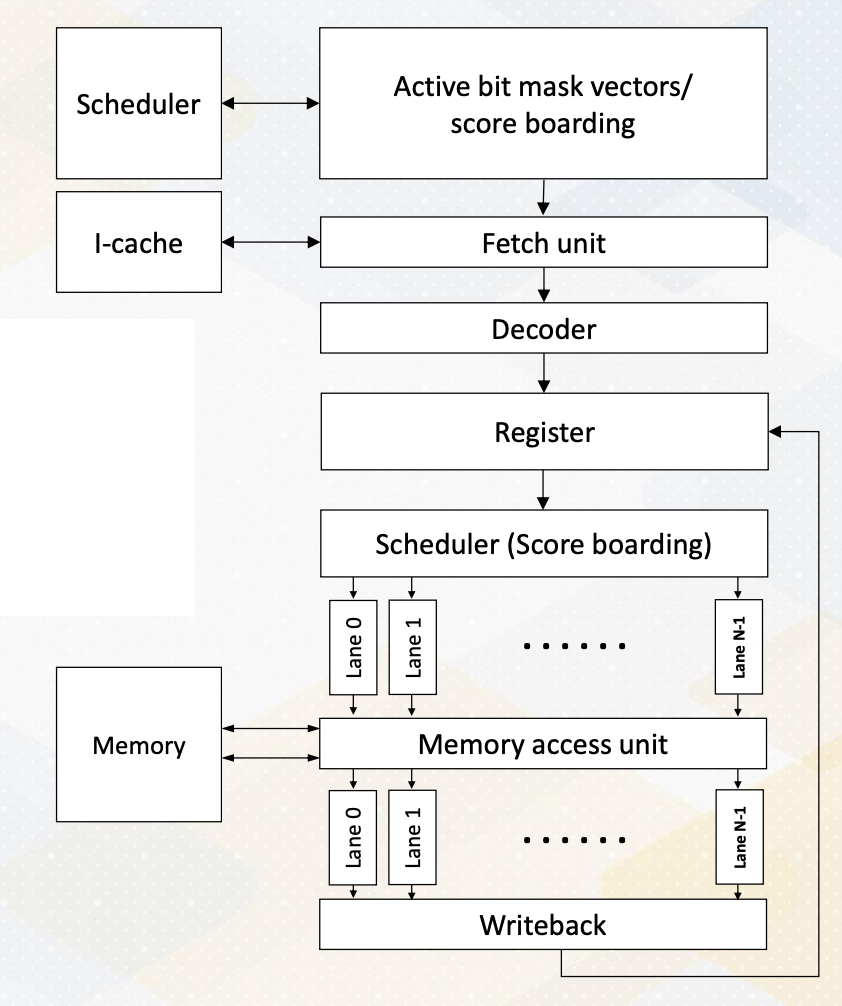 Scheduler
Active bit mask vectors/
score boarding
I-cache
Fetch unit
Decoder
Register
Scheduler (Score boarding)
Lane 0
Lane 1
......
Lane N-1
Memory
Memory access unit
Lane 0
Lane 1
......
Lane N-1
Writeback